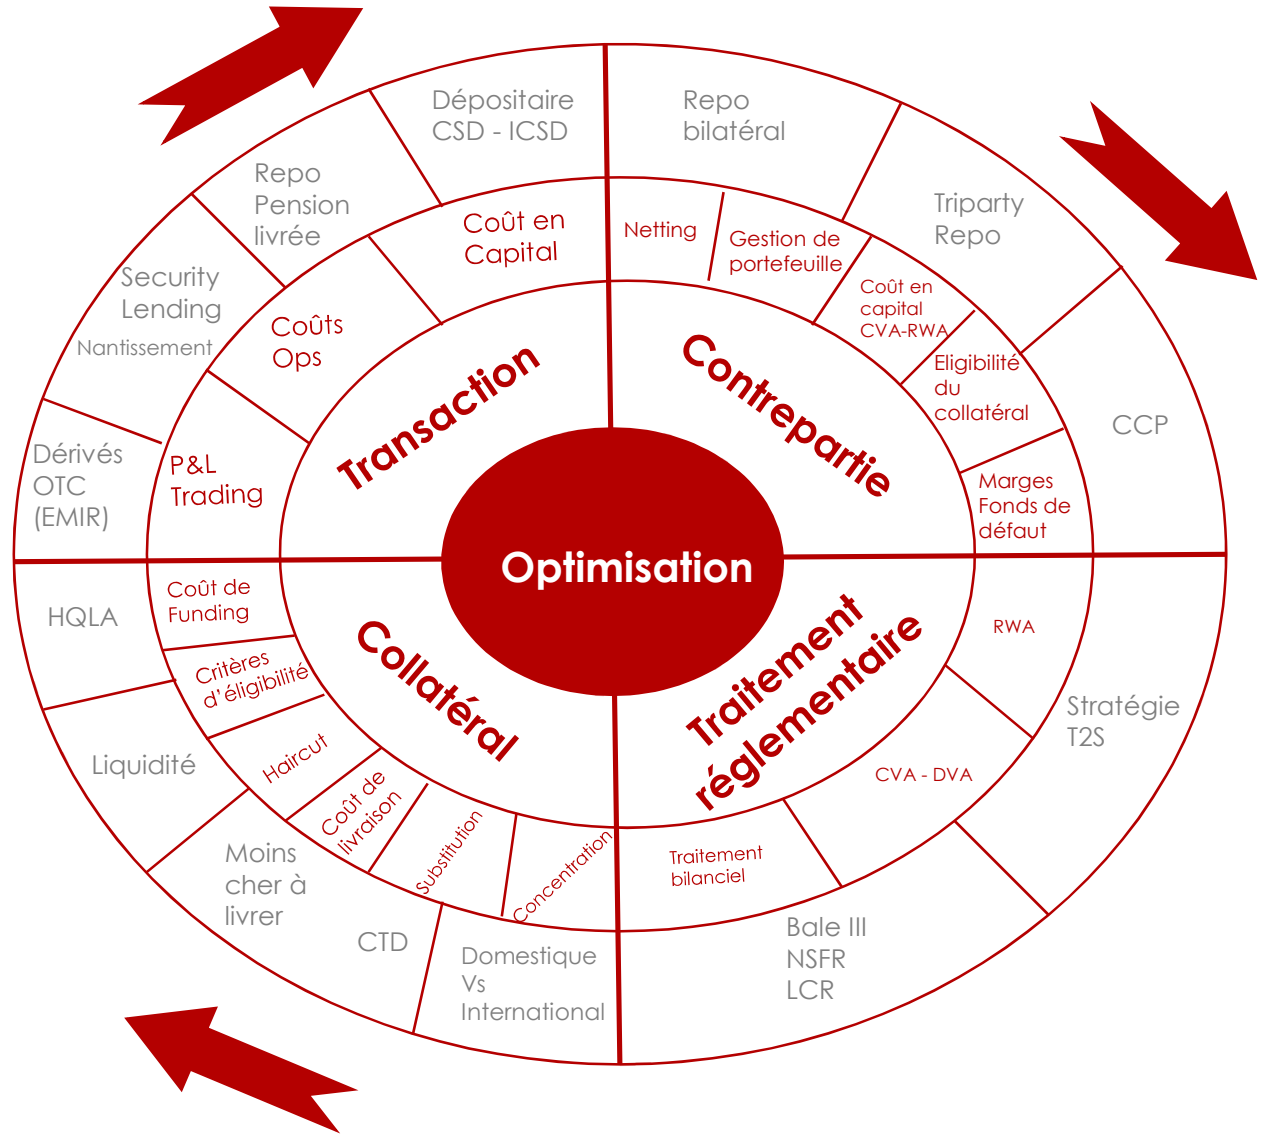 Dépositaire
CSD - ICSD
Repo
bilatéral
Repo
Pension
livrée
Triparty
Repo
Security
Lending
Nantissement
Coût en
Capital
Netting
Gestion de
portefeuille
Coût en
capital
CVA-RWA
Coûts
Ops
Eligibilité
du
collatéral
CCP
Dérivés
OTC
(EMIR)
P&L
Trading
Transaction
Contrepartie
Marges
Fonds de
défaut
Optimisation
HQLA
Coût de
Funding
Critères
d'éligibilité
Collatéral
Traitement
réglementaire
RWA
Stratégie
T2S
Liquidité
Haircut
Coût de
livraison
Substitution
Concentration
CVA - DVA
Traitement
bilanciel
Moins
cher à
livrer
CTD
Domestique
Vs
International
Bale III
NSFR
LCR